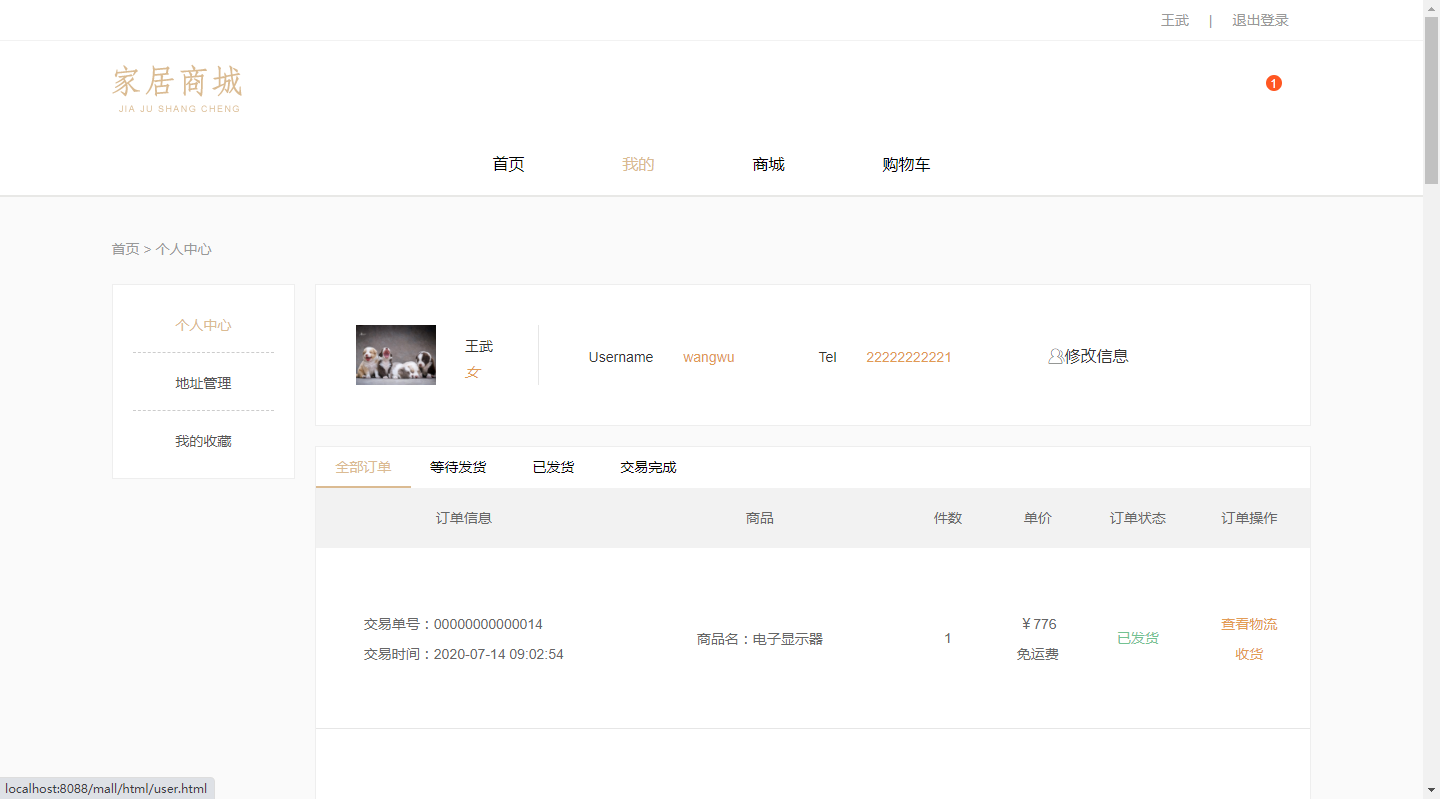 王武 | 退出登录
家居商城
JIA JU SHANG CHENG
1
首页 我的 商城 购物车
首页 > 个人中心
个人中心
地址管理
我的收藏
王武
女
Username wangwu Tel 22222222221 修改信息
全部订单 等待发货 已发货 交易完成
订单信息 商品 件数 单价 订单状态 订单操作
交易单号：00000000000014
交易时间：2020-07-14 09:02:54
商品名：电子显示器
1
￥776
免运费
已发货
查看物流
收货
localhost:8088/mall/html/user.html